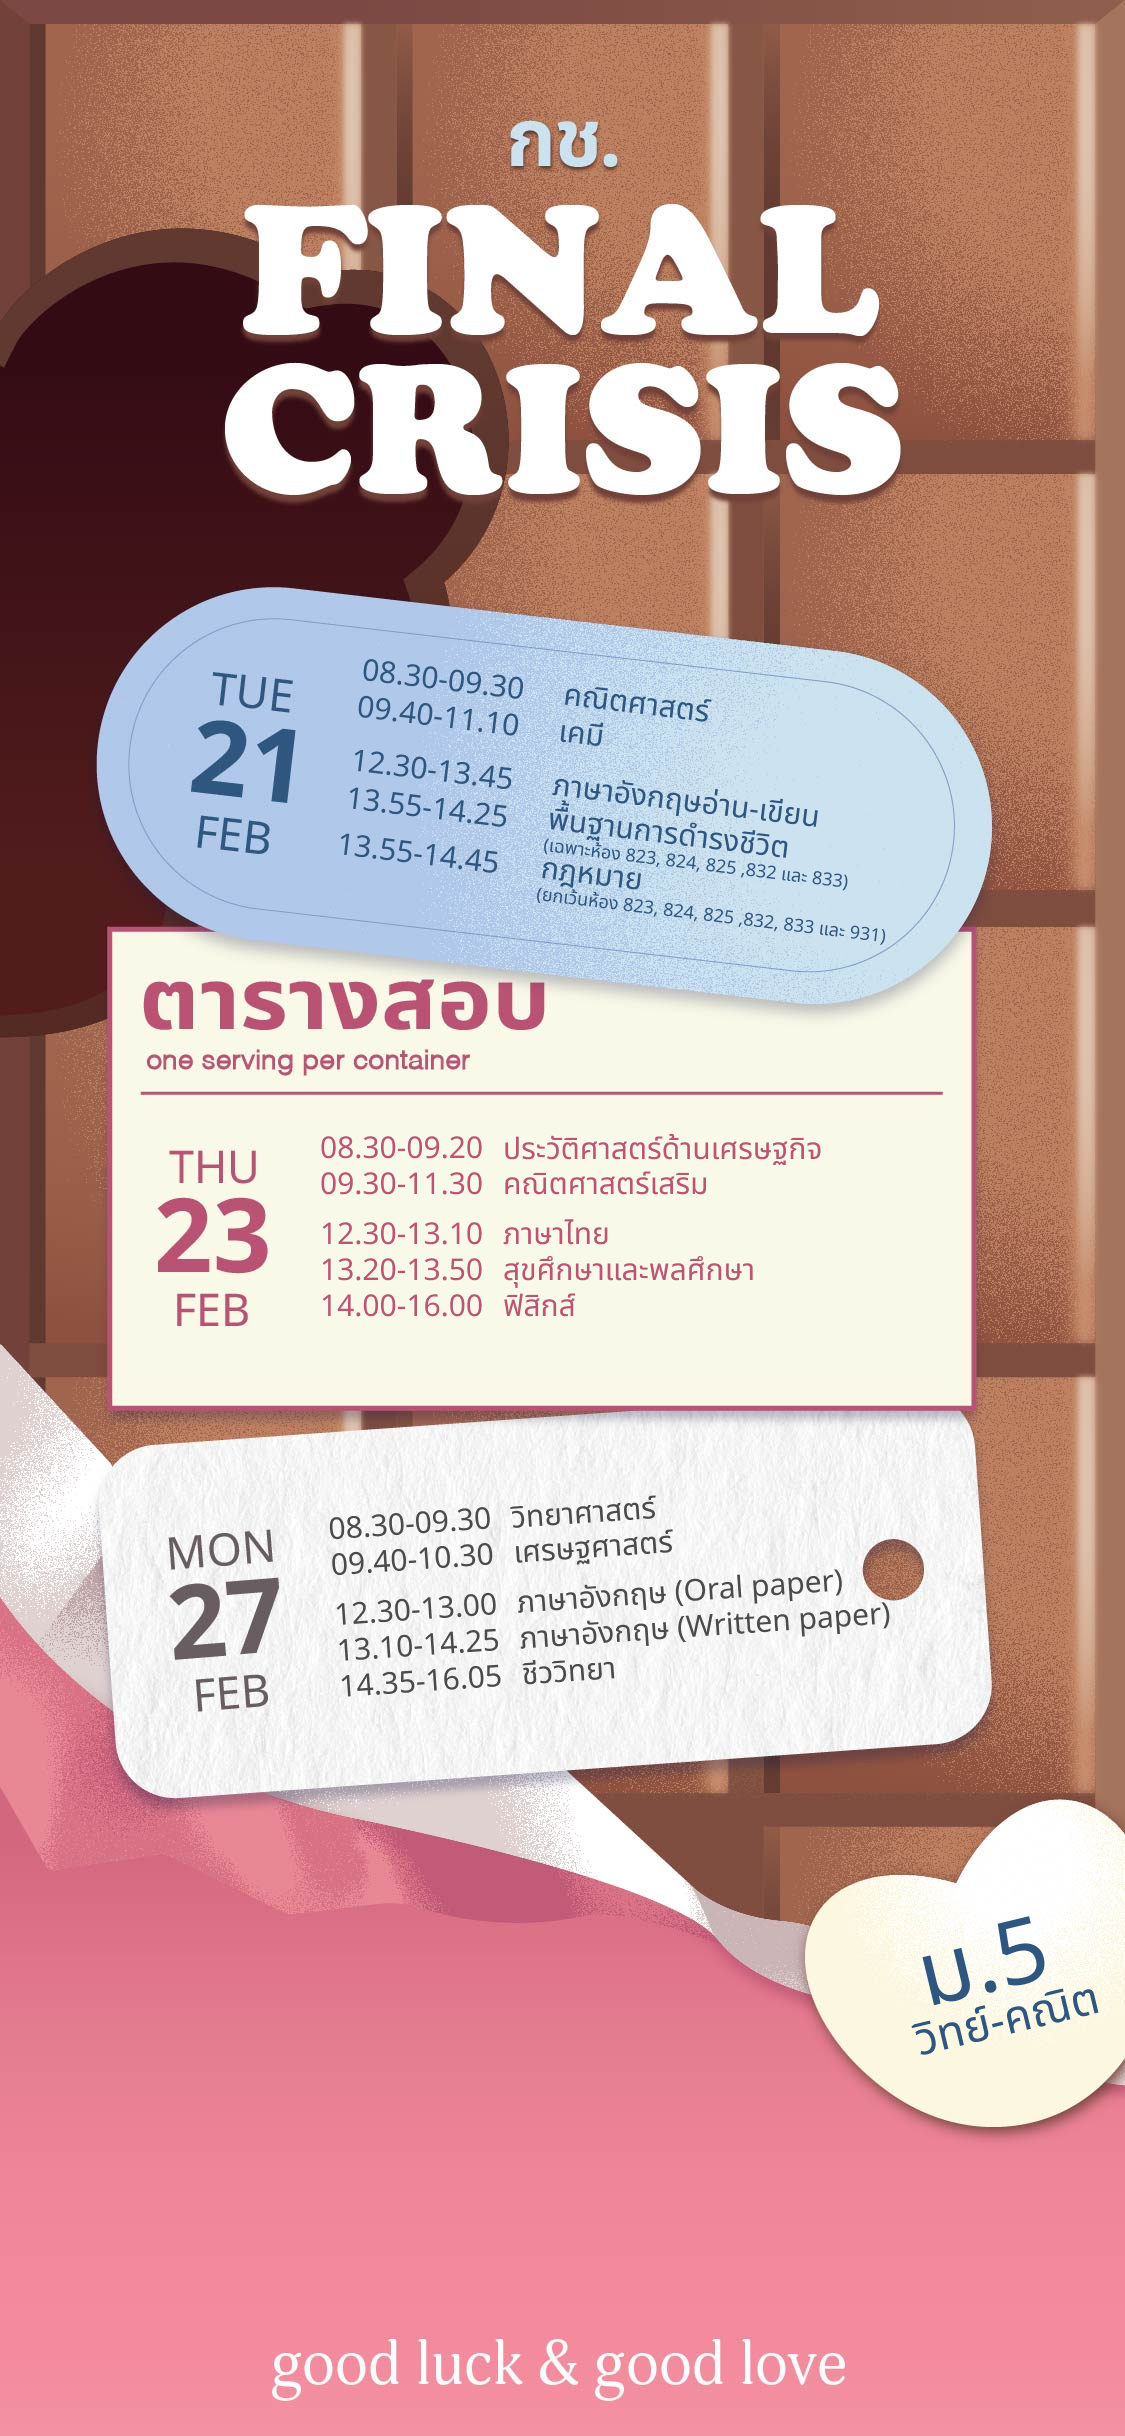 กช.
FINAL
CRISIS
TUE
21
FEB
08.30-09.30 คณิตศาสตร์
09.40-11.10 เคมี
12.30-13.45 ภาษาอังกฤษอ่าน-เขียน
13.55-14.25 พื้นฐานการดำรงชีวิต
(เฉพาะห้อง 823, 824, 825 ,832 และ 833)
13.55-14.45 กฎหมาย
(ยกเว้นห้อง 823, 824, 825 ,832, 833 และ 931)
ตารางสอบ
one serving per container
THU
23
FEB
08.30-09.20 ประวัติศาสตร์ด้านเศรษฐกิจ
09.30-11.30 คณิตศาสตร์เสริม
12.30-13.10 ภาษาไทย
13.20-13.50 สุขศึกษาและพลศึกษา
14.00-16.00 ฟิสิกส์
MON
27
FEB
08.30-09.30 วิทยาศาสตร์
09.40-10.30 เศรษฐศาสตร์
12.30-13.00 ภาษาอังกฤษ (Oral paper)
13.10-14.25 ภาษาอังกฤษ (Written paper)
14.35-16.05 ชีววิทยา
ม.5
วิทย์-คณิต
good luck & good love